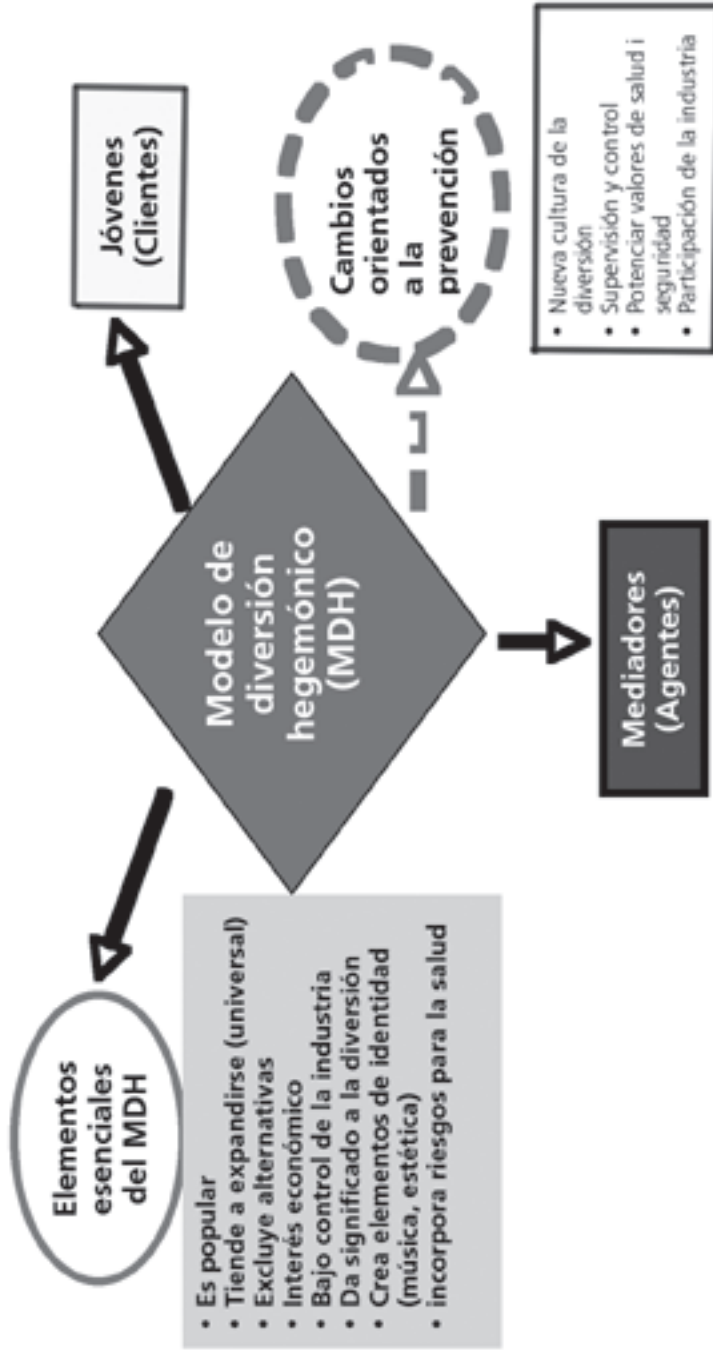 Elementos
esenciales
del MDH
• Es popular
• Tiende a expandirse (universal)
• Excluye alternativas
• Interés económico
• Bajo control de la industria
• Da significado a la diversión
• Crea elementos de identidad
(música, estética)
• incorpora riesgos para la salud
Modelo de
diversión
hegemónico
(MDH)
Jóvenes
(Clientes)
Cambios
orientados
a la
prevención
Mediadores
(Agentes)
• Nueva cultura de la
diversión
• Supervisión y control
• Potenciar valores de salud i
seguridad
• Participación de la industria